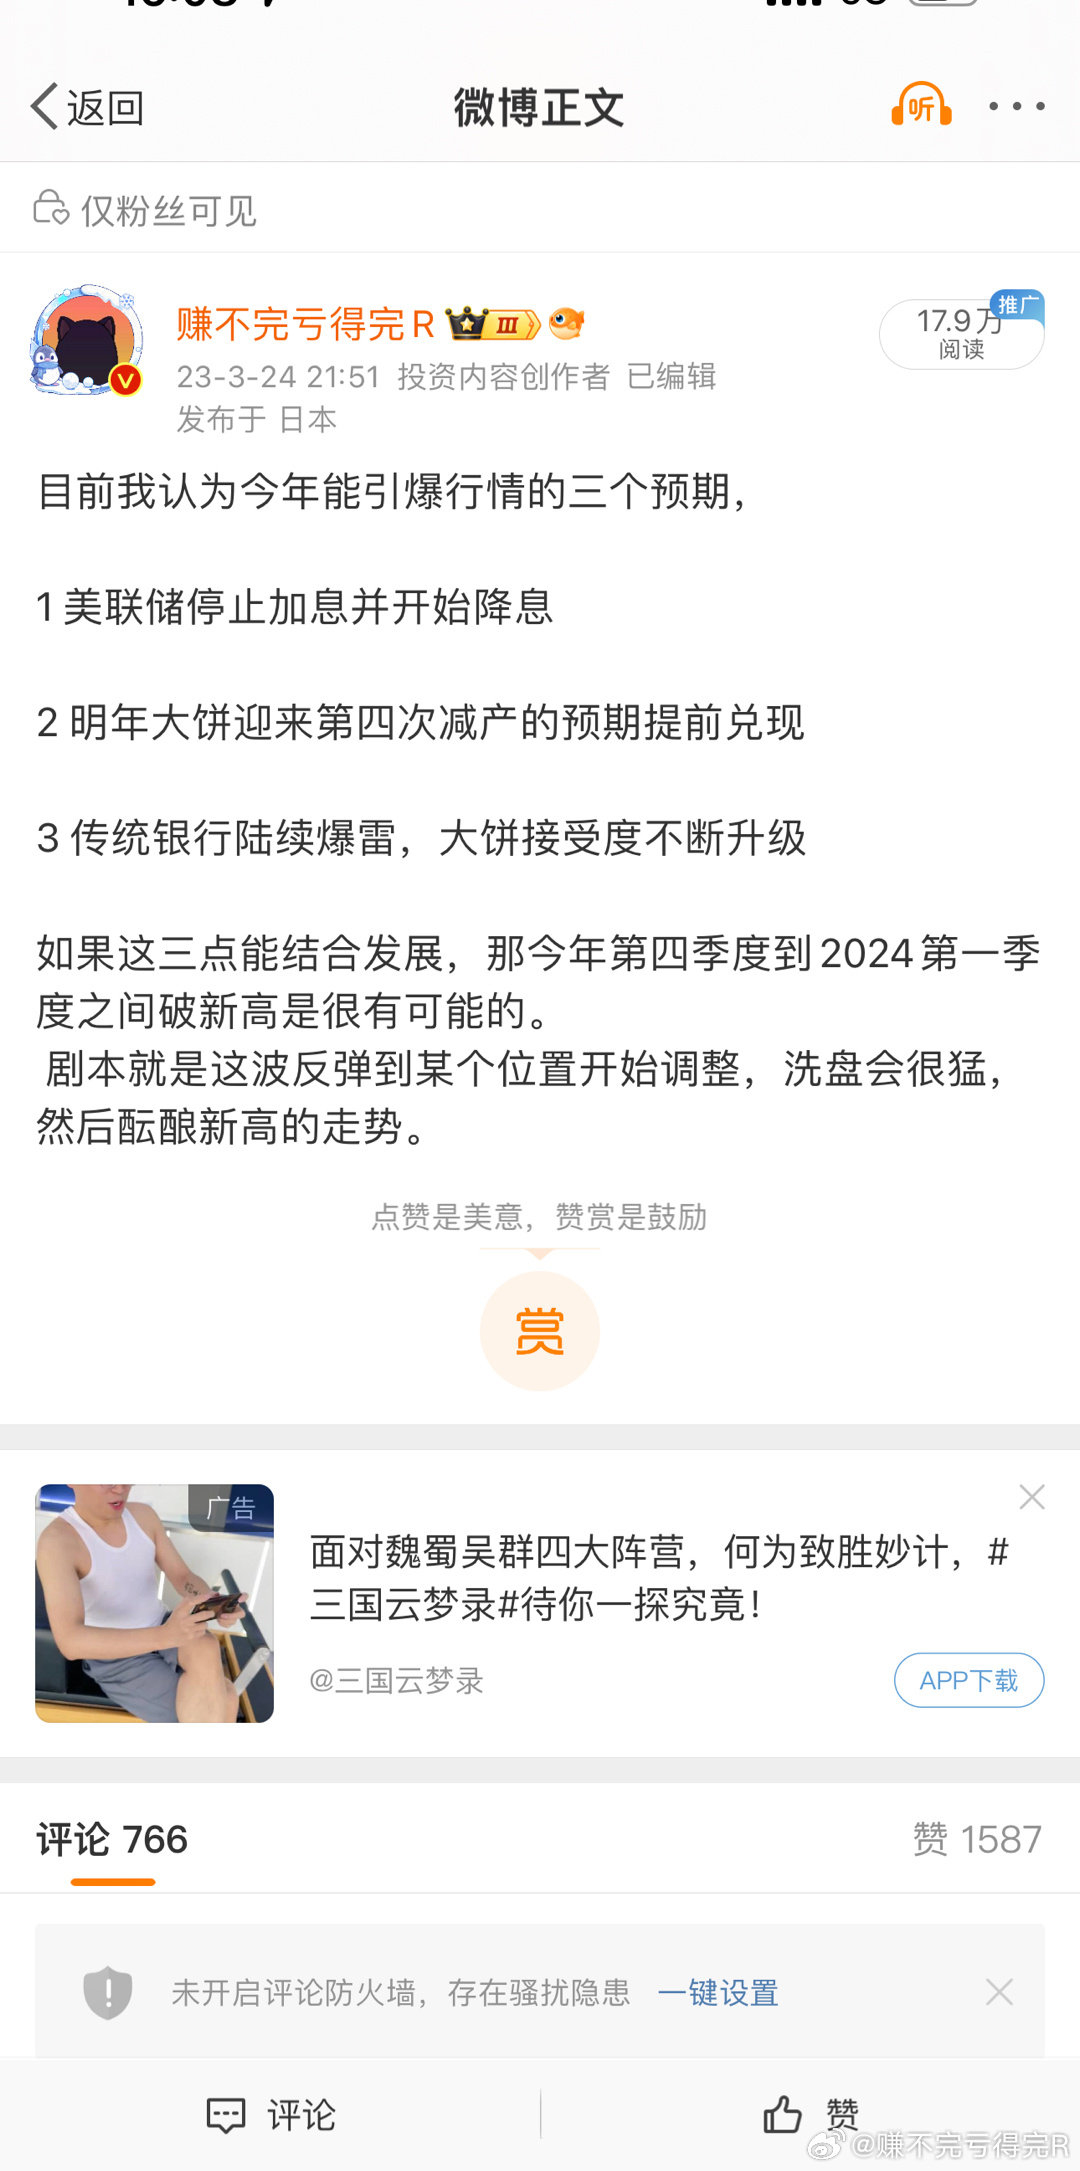 返回
微博正文
听
仅粉丝可见
赚不完亏得完R
III
推广
17.9万
阅读
23-3-24 21:51 投资内容创作者 已编辑
发布于 日本
目前我认为今年能引爆行情的三个预期，
1 美联储停止加息并开始降息
2 明年大饼迎来第四次减产的预期提前兑现
3 传统银行陆续爆雷，大饼接受度不断升级
如果这三点能结合发展，那今年第四季度到2024第一季
度之间破新高是很有可能的。
剧本就是这波反弹到某个位置开始调整，洗盘会很猛，
然后酝酿新高的走势。
点赞是美意，赞赏是鼓励
赏
广告
面对魏蜀吴群四大阵营，何为致胜妙计，#
三国云梦录#待你一探究竟！
@三国云梦录
APP下载
评论 766
赞 1587
未开启评论防火墙，存在骚扰隐患 一键设置
评论
赞
@赚不完亏得完R